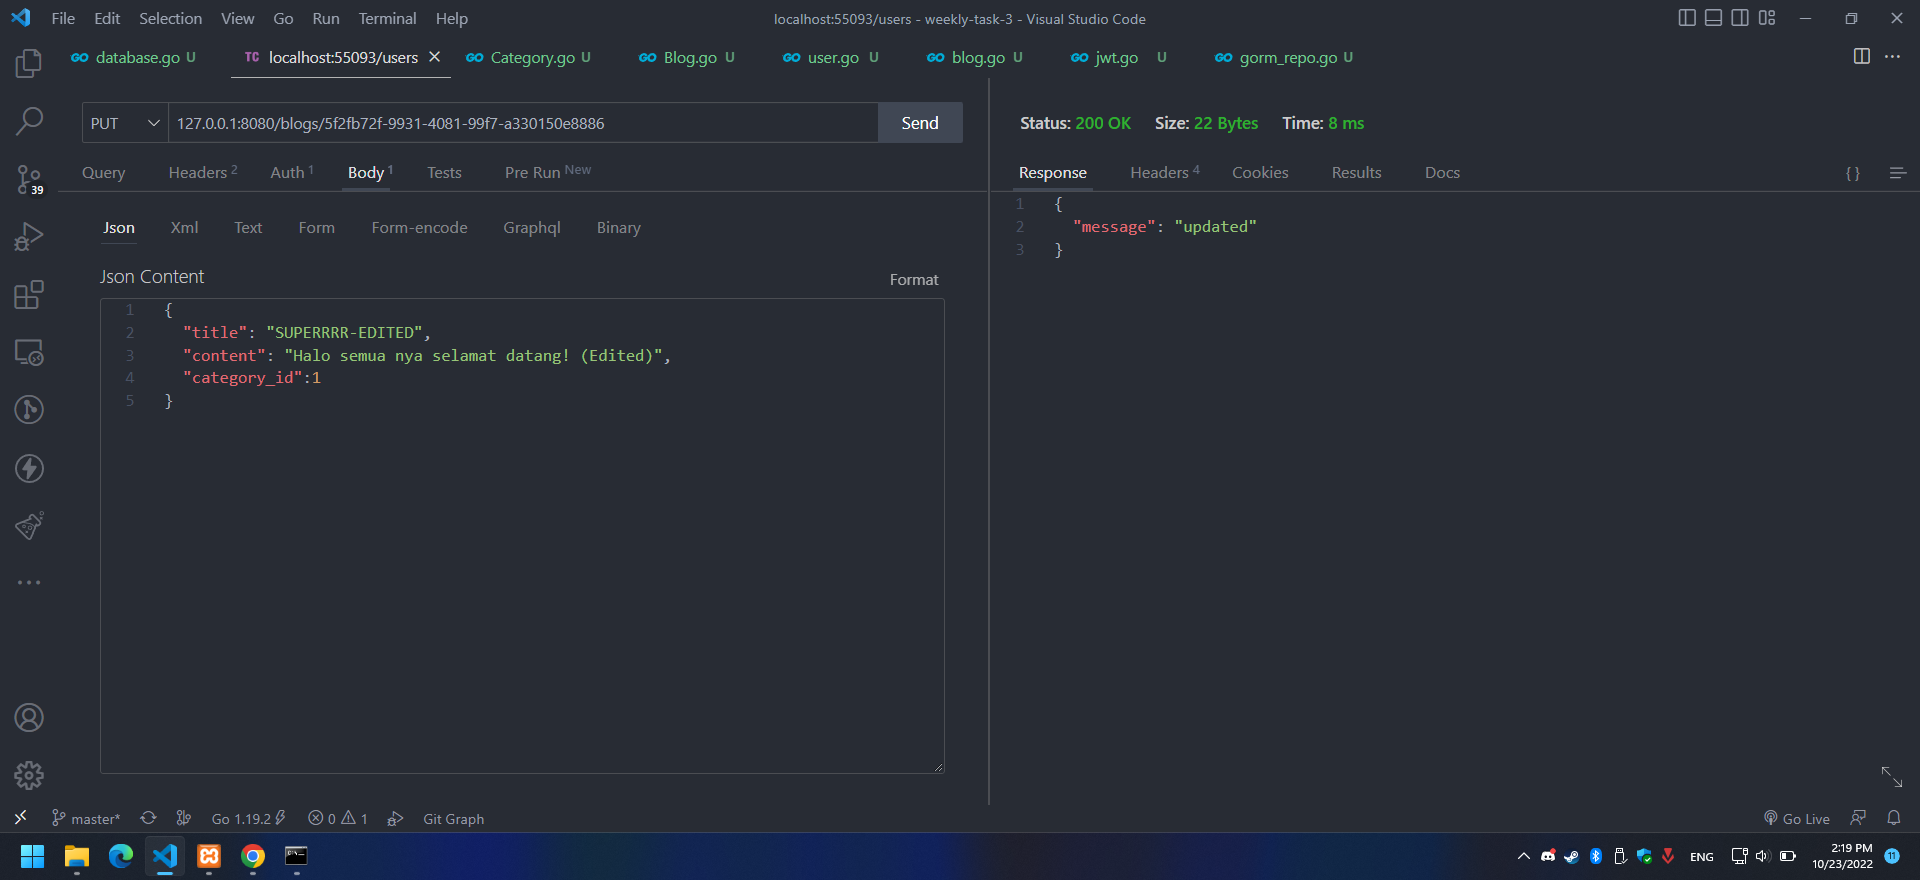 File Edit Selection View Go Run Terminal Help
localhost:55093/users - weekly-task-3 - Visual Studio Code
GO database.go U
TC localhost:55093/users
GO Category.go U
GO Blog.go U
GO user.go U
GO blog.go U
GO jwt.go U
GO gorm_repo.go U
PUT 127.0.0.1:8080/blogs/5f2fb72f-9931-4081-99f7-a330150e8886 Send
Status: 200 OK Size: 22 Bytes Time: 8 ms
Query Headers 2 Auth 1 Body 1 Tests Pre Run New
Response Headers 4 Cookies Results Docs
{ }
39
Json Xml Text Form Form-encode Graphql Binary
Json Content
Format
1 {
2 "title": "SUPERRRR-EDITED",
3 "content": "Halo semua nya selamat datang! (Edited)",
4 "category_id":1
5 }
1 {
2 "message": "updated"
3 }
master* Go 1.19.2 0 1 Git Graph
Go Live
ENG
2:19 PM
10/23/2022
11